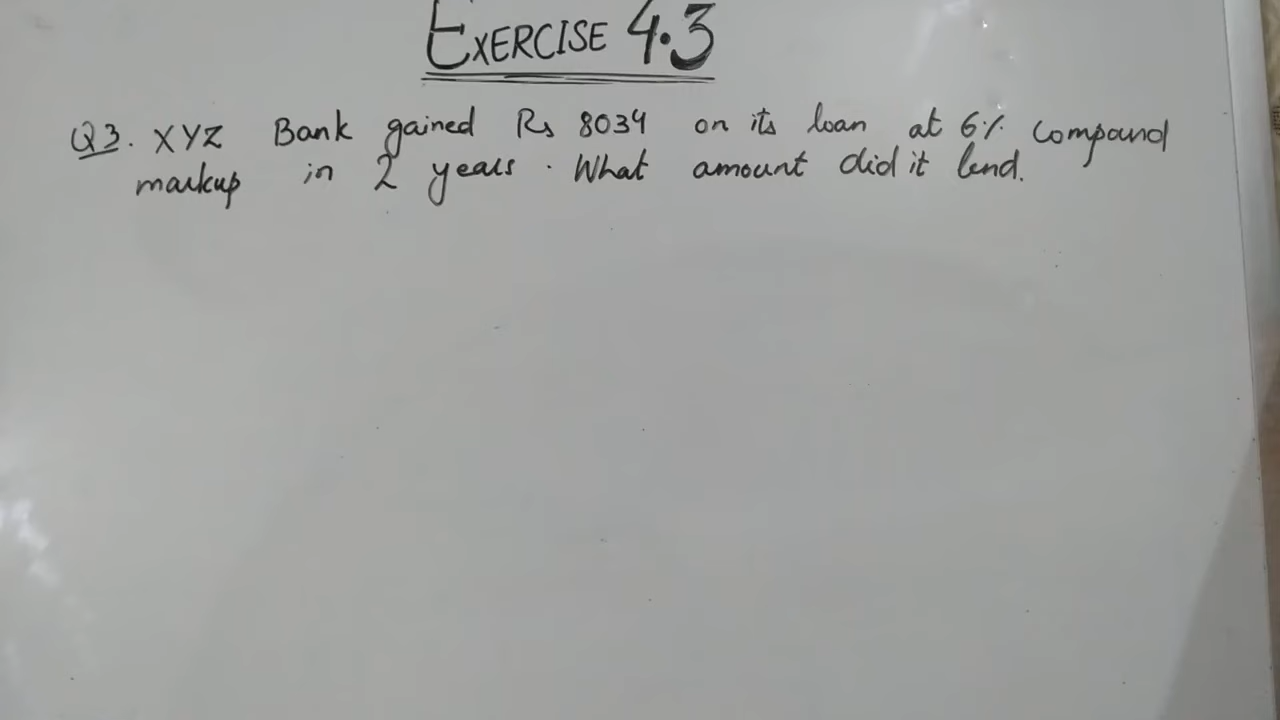 EXERCISE 4.3
Q3. XYZ Bank gained Rs 8034 on its loan at 6% compound
markup in 2 years. What amount did it lend.